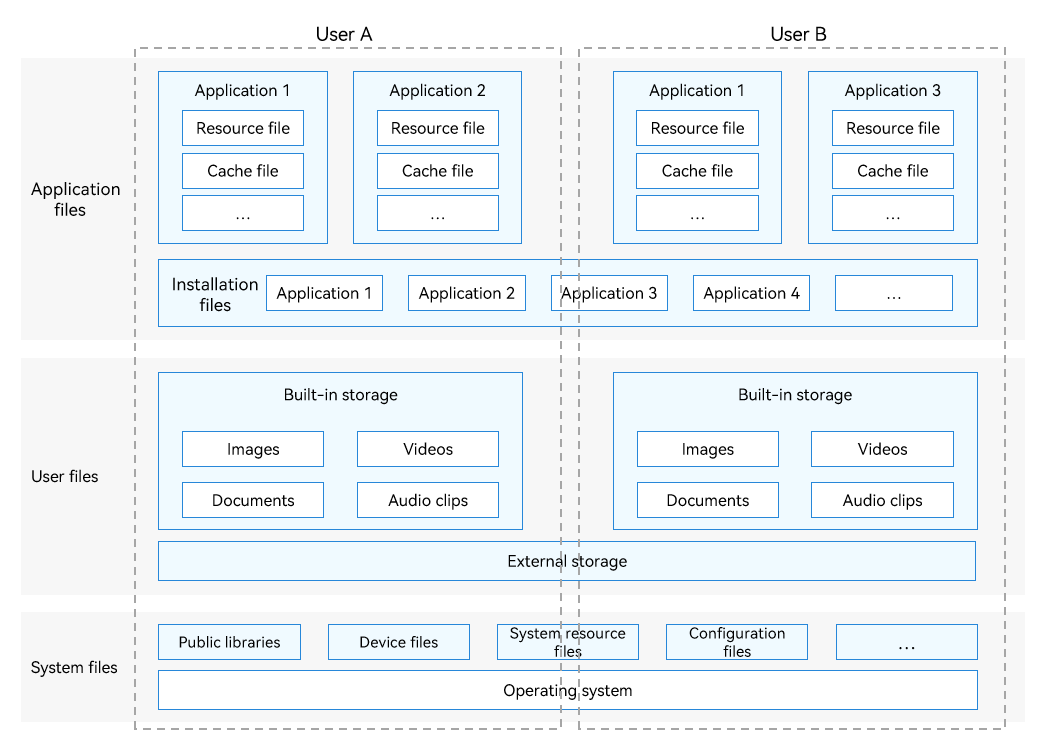 User A
User B
Application 1
Application 2
Application 1
Application 3
Resource file
Resource file
Resource file
Resource file
Cache file
Cache file
Cache file
Cache file
...
...
...
...
Application
files
Installation
files
Application 1
Application 2
Application 3
Application 4
...
Built-in storage
Built-in storage
Images
Videos
Images
Videos
User files
Documents
Audio clips
Documents
Audio clips
External storage
System files
Public libraries
Device files
System resource
files
Configuration
files
...
Operating system